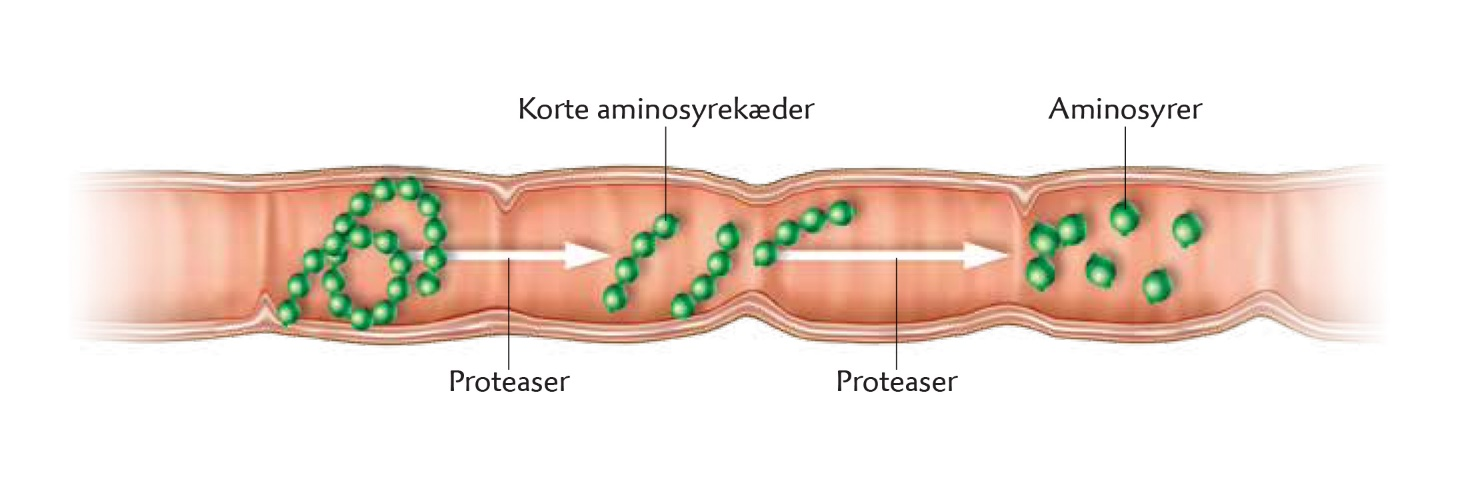 Korte aminosyrekæder
Aminosyrer
Proteaser
Proteaser